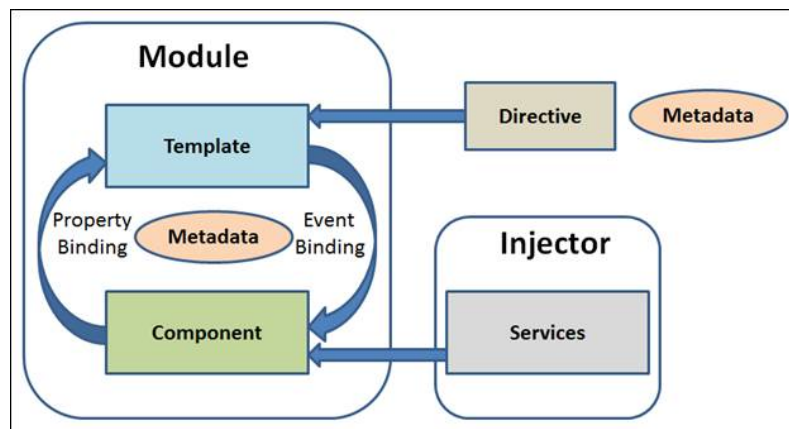 Module
Template
Directive
Metadata
Property
Binding
Metadata
Event
Binding
Injector
Component
Services